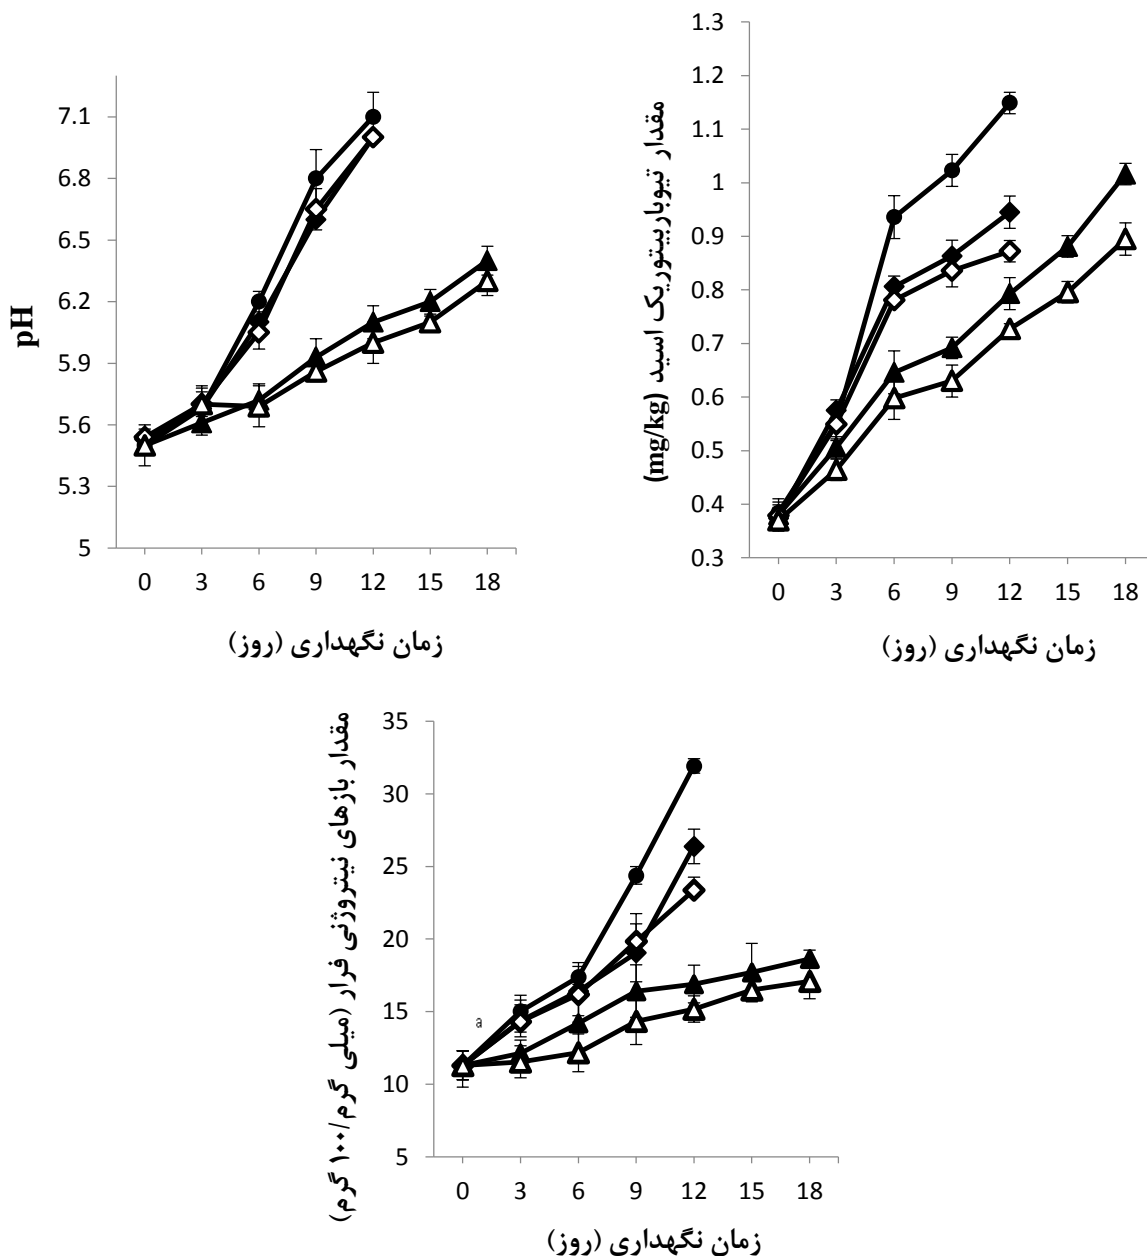 pH
7.1
6.8
6.5
6.2
5.9
5.6
5.3
5
0 3 6 9 12 15 18
زمان نگهداری (روز)
مقدار تیوباربیتوریک اسید (mg/kg)
1.3
1.2
1.1
1
0.9
0.8
0.7
0.6
0.5
0.4
0.3
0 3 6 9 12 15 18
زمان نگهداری (روز)
مقدار بازهای نیتروژنی فرار (میلی گرم/۱۰۰ گرم)
35
30
25
20
15
10
5
a
0 3 6 9 12 15 18
زمان نگهداری (روز)